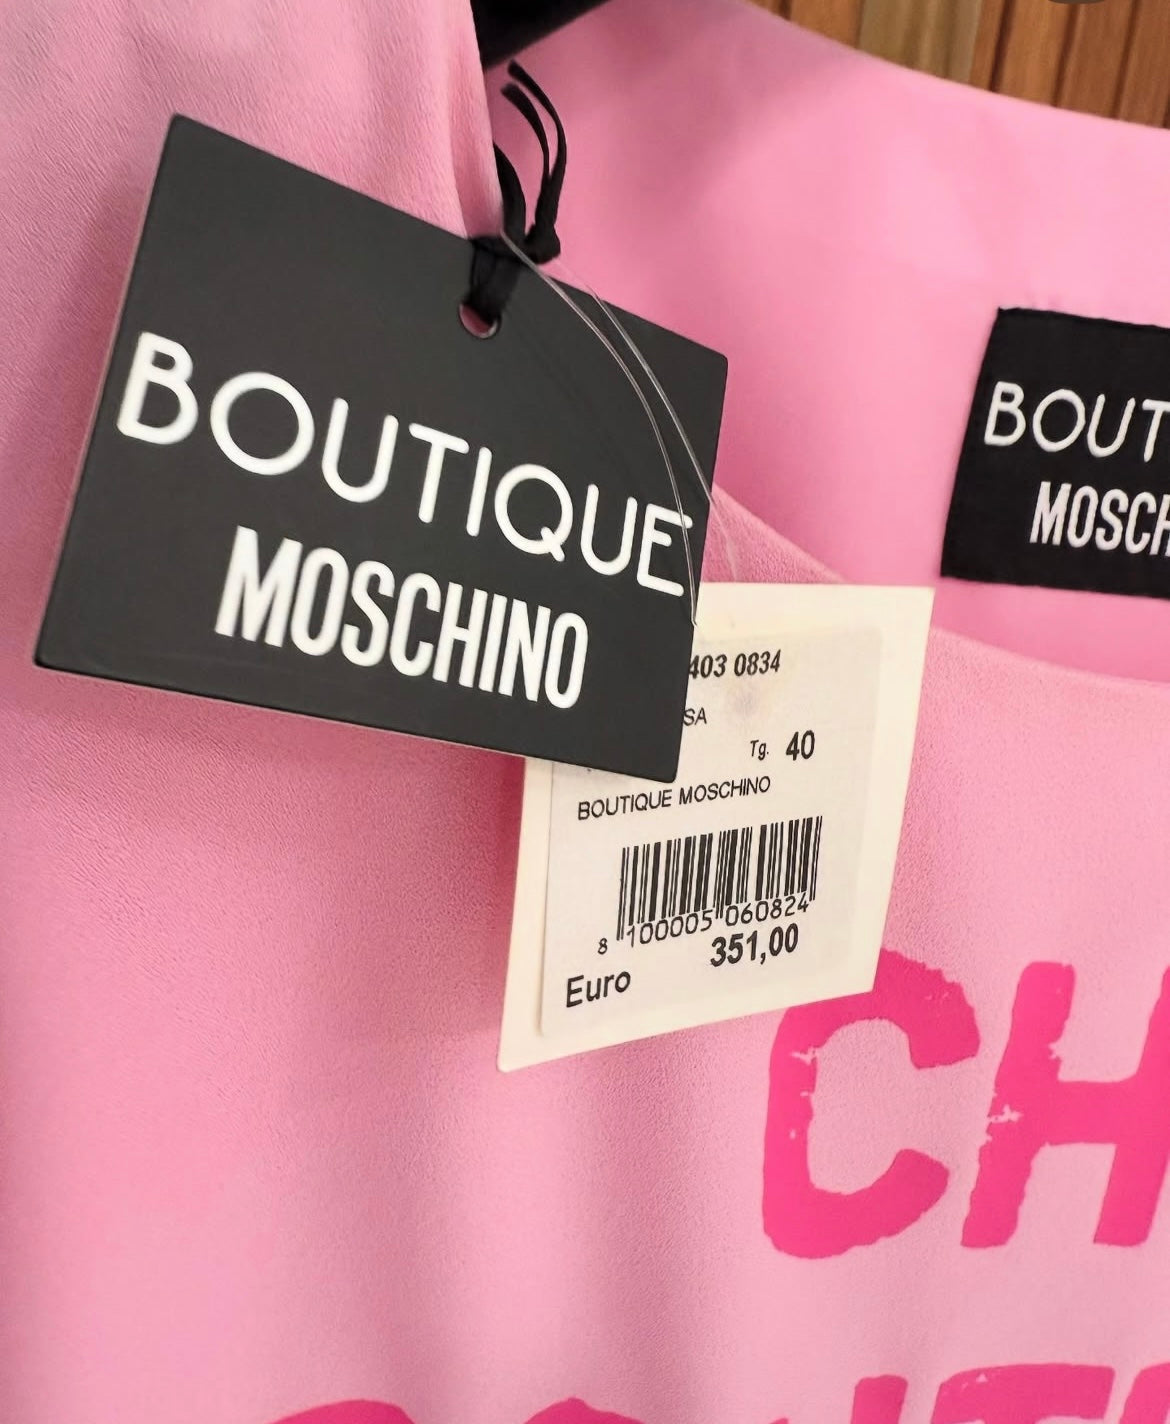 BOUTIQUE
MOSCHINO
BOUT
MOSCH
403 0834
SA
Tg. 40
BOUTIQUE MOSCHINO
8 100005 060824
351,00
Euro
CH